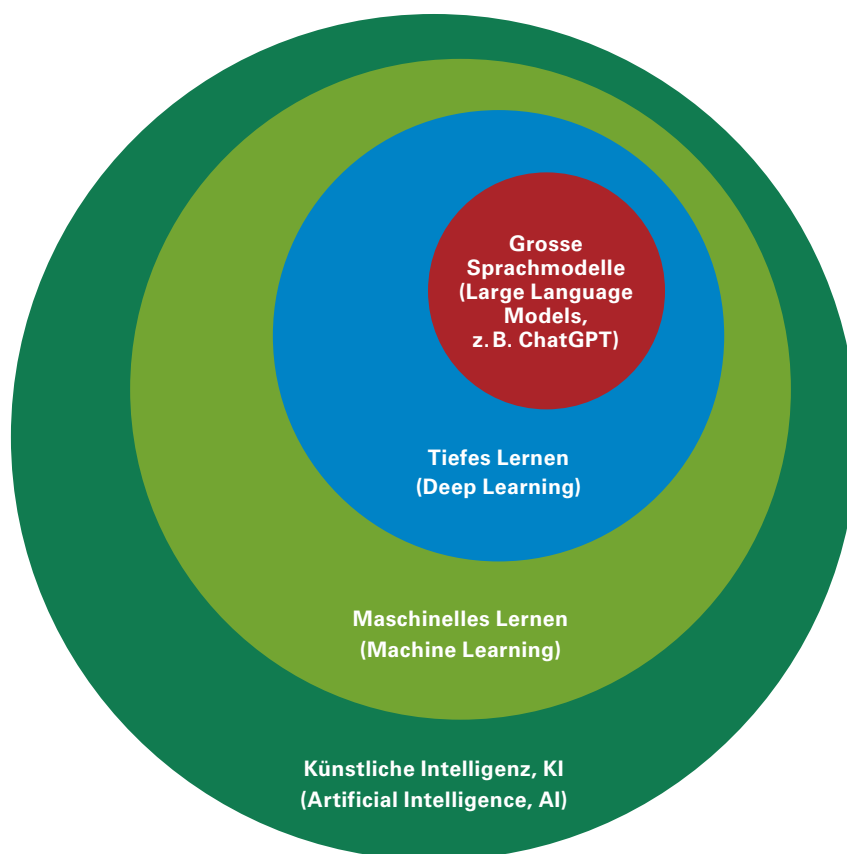 Grosse
Sprachmodelle
(Large Language
Models,
z. B. ChatGPT)
Tiefes Lernen
(Deep Learning)
Maschinelles Lernen
(Machine Learning)
Künstliche Intelligenz, KI
(Artificial Intelligence, AI)